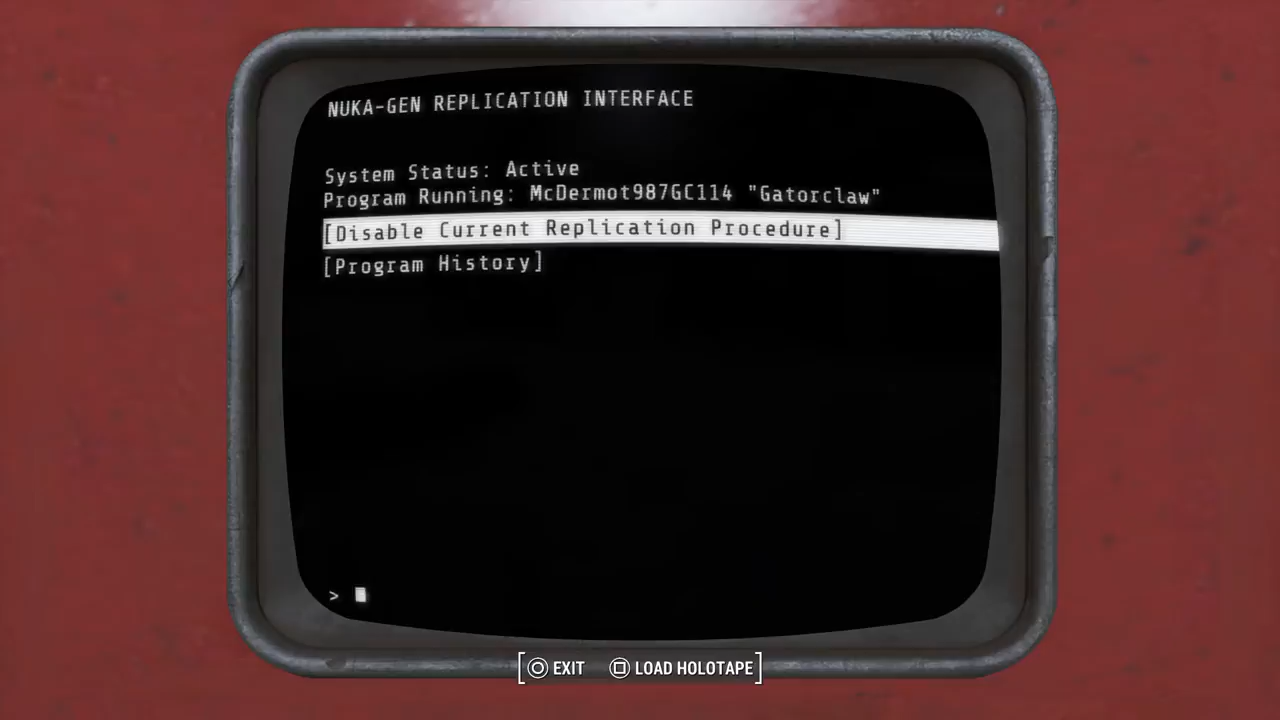 NUKA-GEN REPLICATION INTERFACE
System Status: Active
Program Running: McDermot987GC114 "Gatorclaw"
[Disable Current Replication Procedure]
[Program History]
>
[ EXIT LOAD HOLOTAPE ]